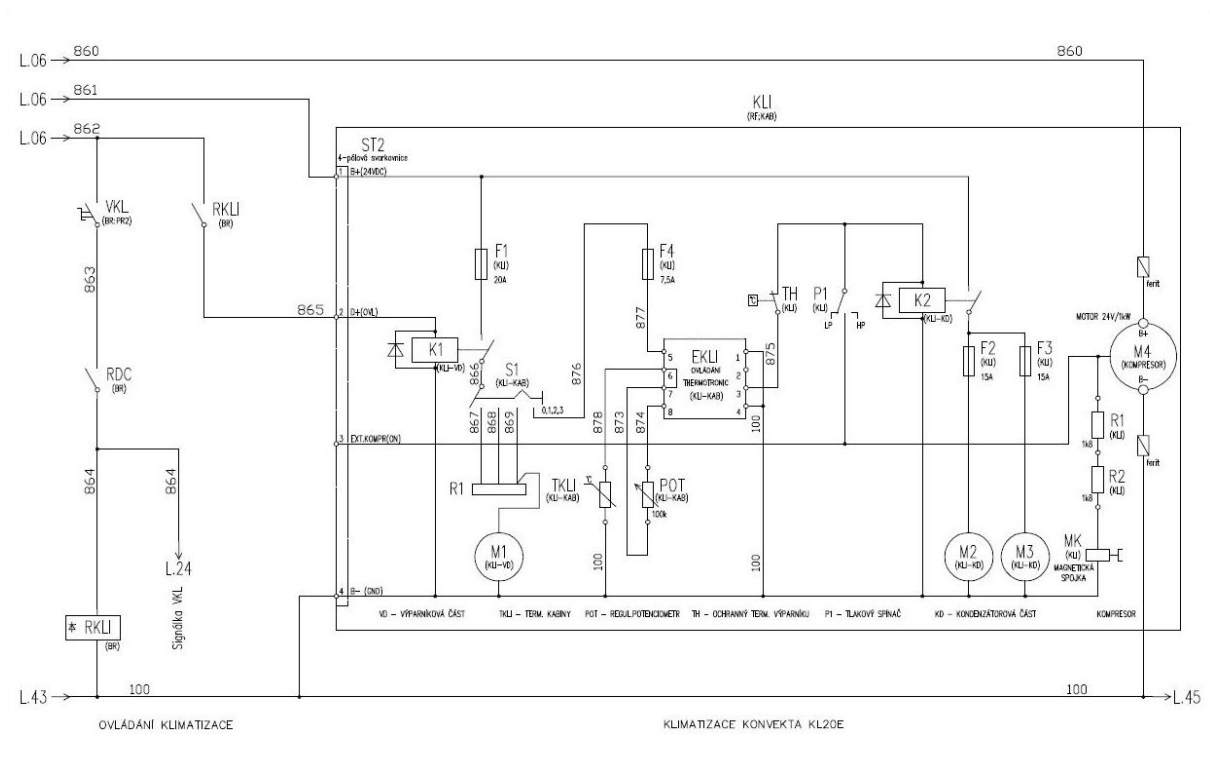 L.06 860 860
L.06 861
L.06 862
KLI
(RF;KAB)
ST2
4-pólová svorkovnice
1 B+(24VDC)
VKL
(BR:PR2)
RKLI
(BR)
863
F1
(KLI)
20A
F4
(KLI)
7,5A
877
TH
(KLI)
P1
(KLI)
LP HP
K2
(KLI-KD)
ferit
MOTOR 24V/1kW
B+
M4
(KOMPRESOR)
B-
865
2 D+(OVL)
K1
(KLI-VD)
866
S1
(KLI-KAB)
0,1,2,3
876
5 EKLI 1
6 OVLÁDÁNÍ 2
7 THERMOTRONIC 3
8 (KLI-KAB) 4
875
F2
(KLI)
15A
F3
(KLI)
15A
RDC
(BR)
867
868
869
878
873
874
100
3 EXT.KOMPR(ON)
R1
(KLI)
1k8
ferit
R2
(KLI)
1k8
864
864
R1
TKLI
(KLI-KAB)
POT
(KLI-KAB)
100k
M1
(KLI-VD)
100
100
M2
(KLI-KD)
M3
(KLI-KD)
MK
(KLI)
MAGNETICKÁ
SPOJKA
L.24
Signálka VKL
4 B- (GND)
VD – VÝPARNÍKOVÁ ČÁST TKLI – TERM. KABINY POT – REGUL.POTENCIOMETR TH – OCHRANNÝ TERM. VÝPARNÍKU P1 – TLAKOVÝ SPÍNAČ KD – KONDENZÁTOROVÁ ČÁST KOMPRESOR
RKLI
(BR)
L.43 100 100 L.45
OVLÁDÁNÍ KLIMATIZACE KLIMATIZACE KONVEKTA KL20E